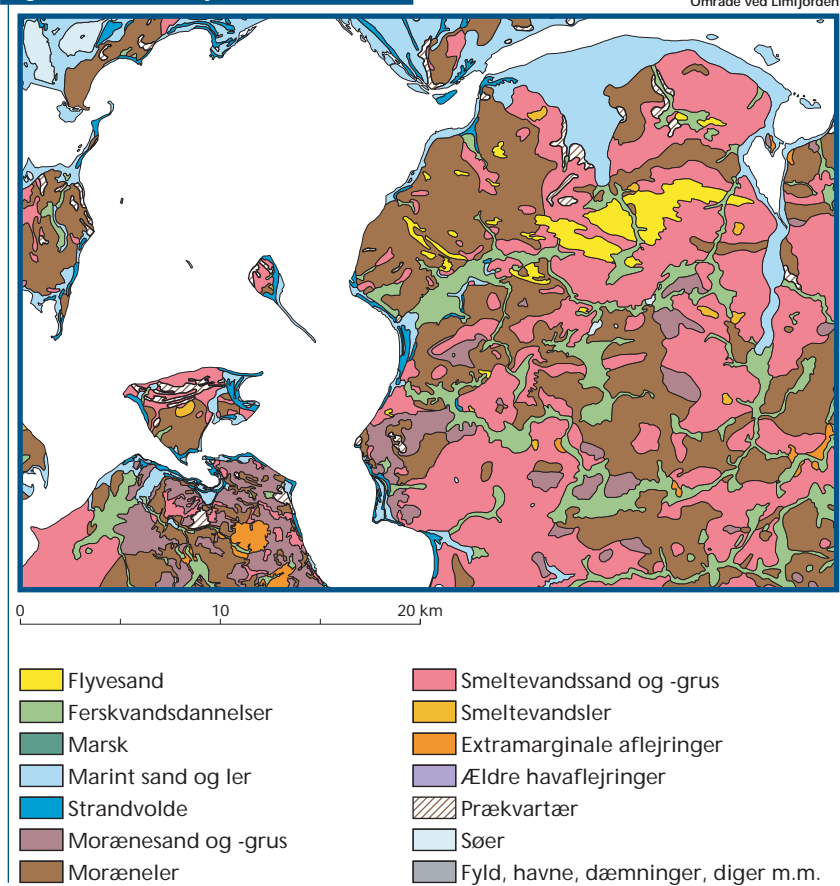 Område ved Limfjorden
0 10 20 km
Flyvesand
Ferskvandsdannelser
Marsk
Marint sand og ler
Strandvolde
Morænesand og -grus
Moræneler
Smeltevandssand og -grus
Smeltevandsler
Extramarginale aflejringer
Ældre havaflejringer
Prækvartær
Søer
Fyld, havne, dæmninger, diger m.m.